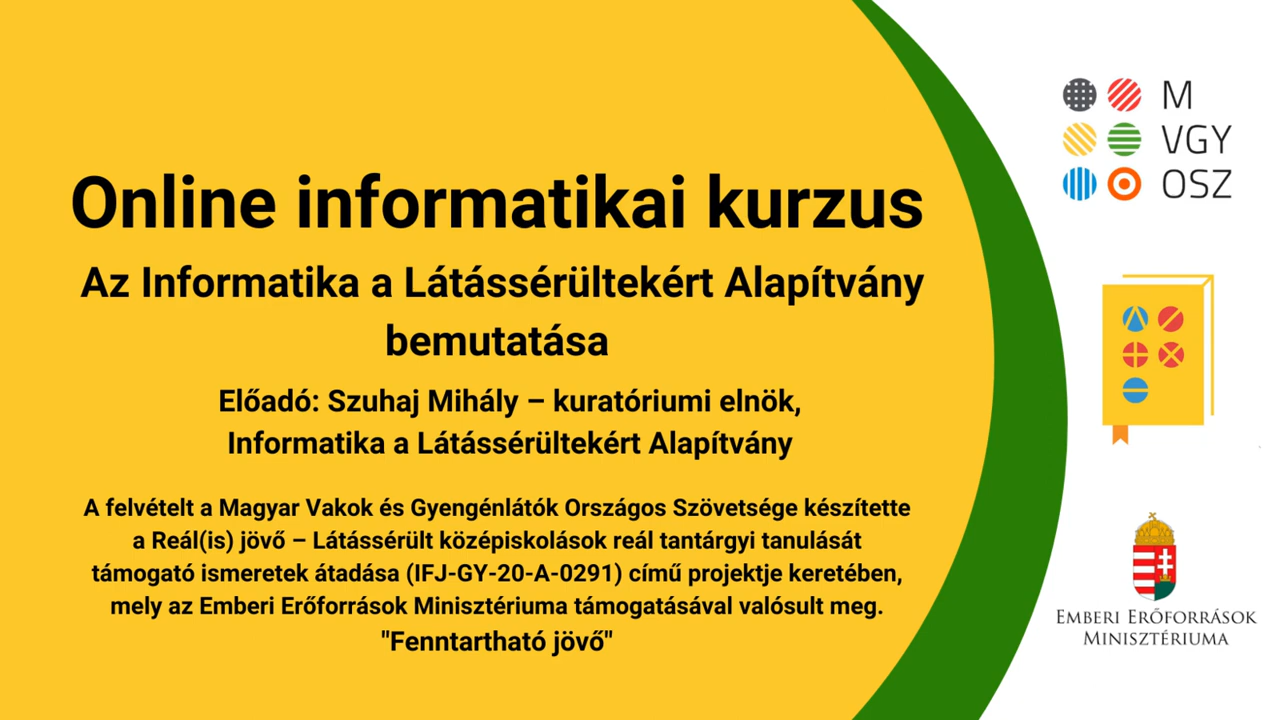 Online informatikai kurzus
Az Informatika a Látássérültekért Alapítvány
bemutatása
Előadó: Szuhaj Mihály – kuratóriumi elnök,
Informatika a Látássérültekért Alapítvány
A felvételt a Magyar Vakok és Gyengénlátók Országos Szövetsége készítette
a Reál(is) jövő – Látássérült középiskolások reál tantárgyi tanulását
támogató ismeretek átadása (IFJ-GY-20-A-0291) című projektje keretében,
mely az Emberi Erőforrások Minisztériuma támogatásával valósult meg.
"Fenntartható jövő"
M
VGY
OSZ
Emberi Erőforrások
Minisztériuma